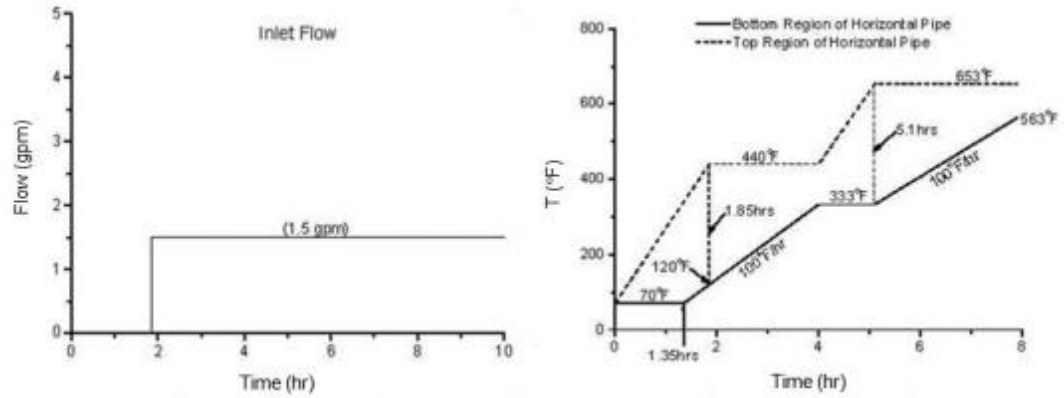 Inlet Flow
Flow (gpm)
5
4
3
2
1
0
(1.5 gpm)
0 2 4 6 8 10
Time (hr)
Bottom Region of Horizontal Pipe
Top Region of Horizontal Pipe
T (°F)
800
600
400
200
0
653°F
5.1hrs
563°F
440°F
100°F/hr
333°F
1.85hrs
120°F
100°F/hr
70°F
0 2 4 6 8
1.35hrs
Time (hr)